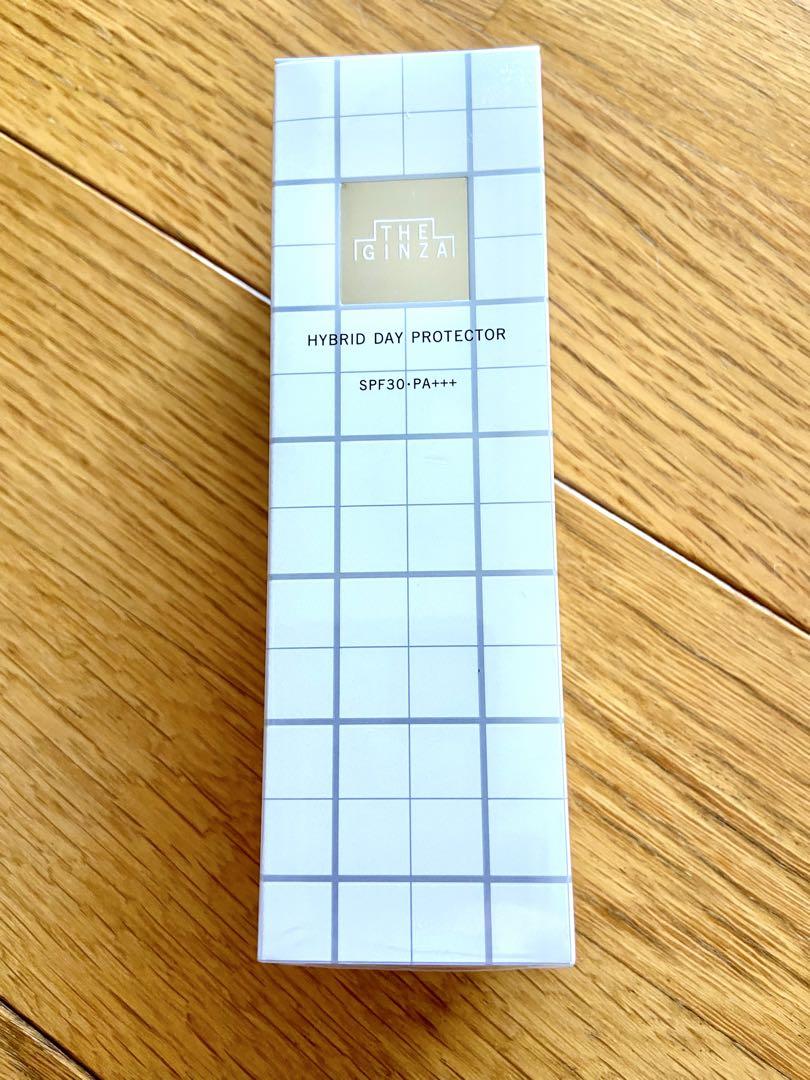 THE
GINZA
HYBRID DAY PROTECTOR
SPF30·PA+++